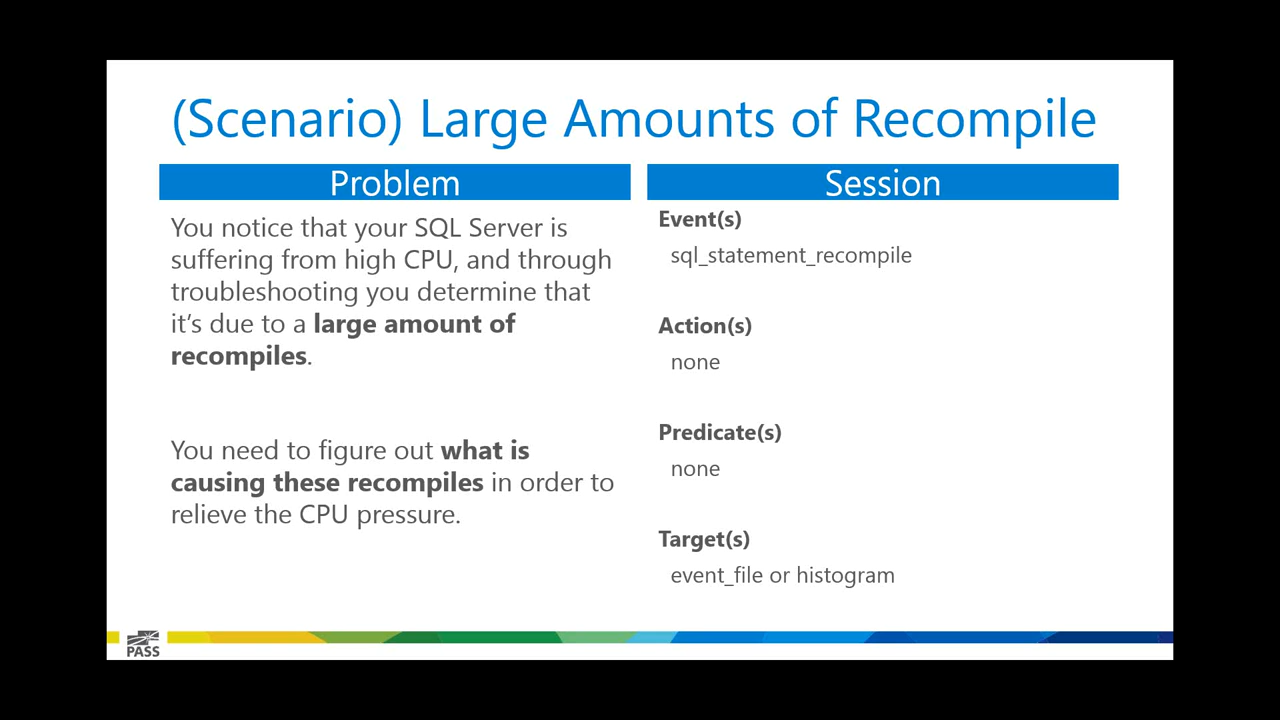 (Scenario) Large Amounts of Recompile
Problem
You notice that your SQL Server is
suffering from high CPU, and through
troubleshooting you determine that
it's due to a large amount of
recompiles.
You need to figure out what is
causing these recompiles in order to
relieve the CPU pressure.
Session
Event(s)
sql_statement_recompile
Action(s)
none
Predicate(s)
none
Target(s)
event_file or histogram
PASS